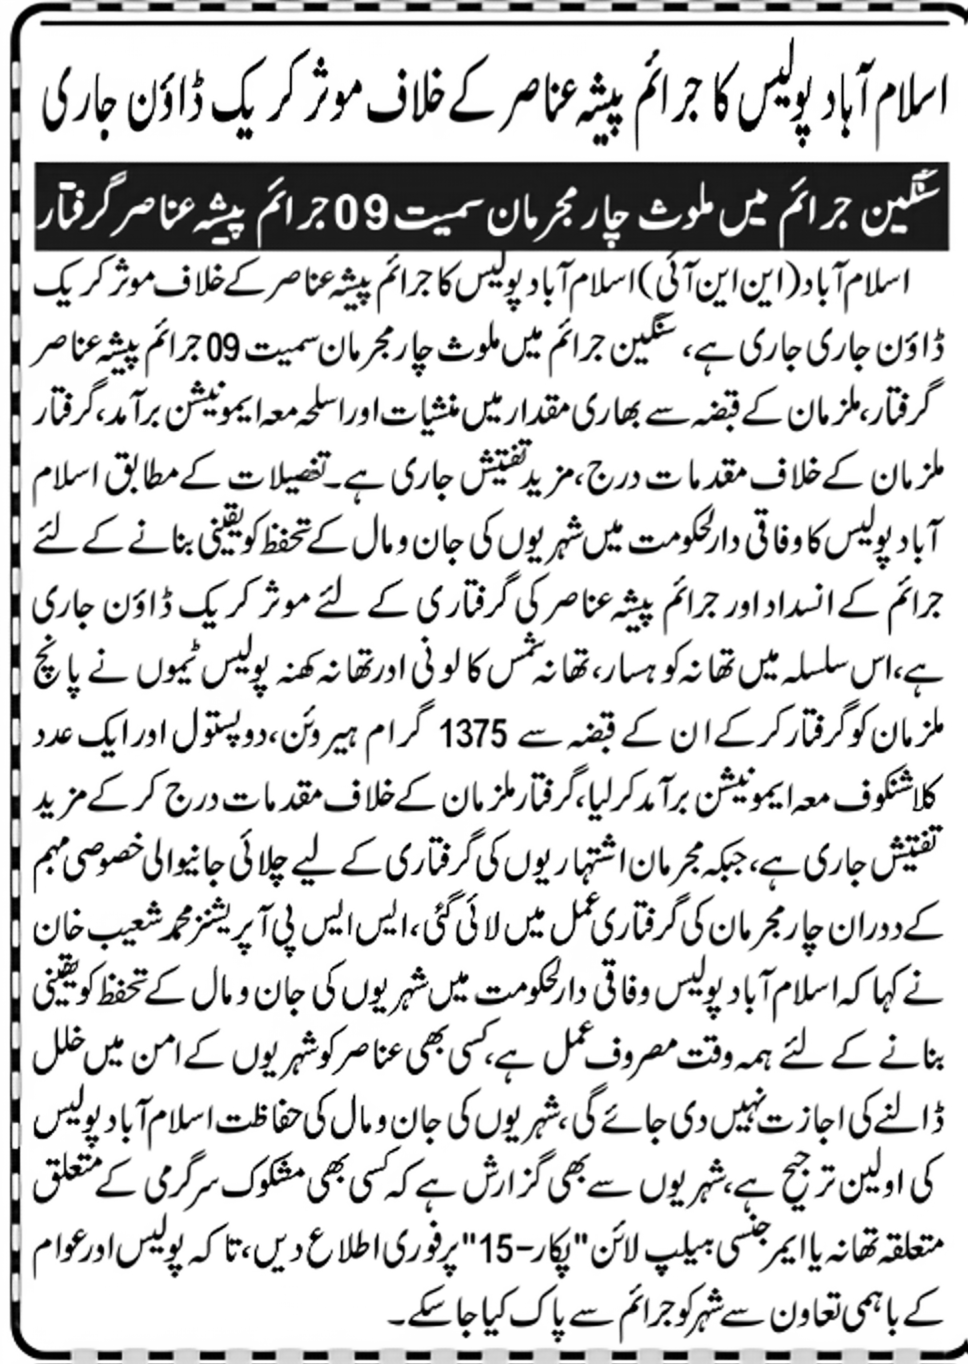 اسلام آباد پولیس کا جرائم پیشہ عناصر کے خلاف موثر کریک ڈاؤن جاری
سنگین جرائم میں ملوث چار مجرمان سمیت 09 جرائم پیشہ عناصر گرفتار
اسلام آباد (این این آئی) اسلام آباد پولیس کا جرائم پیشہ عناصر کے خلاف موثر کریک
ڈاؤن جاری جاری ہے، سنگین جرائم میں ملوث چار مجرمان سمیت 09 جرائم پیشہ عناصر
گرفتار، ملزمان کے قبضہ سے بھاری مقدار میں منشیات اور اسلحہ معہ ایمونیشن برآمد، گرفتار
ملزمان کے خلاف مقدمات درج، مزید تفتیش جاری ہے۔ تفصیلات کے مطابق اسلام
آباد پولیس کا وفاقی دارالحکومت میں شہریوں کی جان و مال کے تحفظ کو یقینی بنانے کے لئے
جرائم کے انسداد اور جرائم پیشہ عناصر کی گرفتاری کے لئے موثر کریک ڈاؤن جاری
ہے، اس سلسلہ میں تھانہ کوہسار، تھانہ شمس کالونی اور تھانہ کھنہ پولیس ٹیموں نے پانچ
ملزمان کو گرفتار کر کے ان کے قبضہ سے 1375 گرام ہیروئن، دو پستول اور ایک عدد
کلاشنکوف معہ ایمونیشن برآمد کرلیا، گرفتار ملزمان کے خلاف مقدمات درج کر کے مزید
تفتیش جاری ہے، جبکہ مجرمان اشتہاریوں کی گرفتاری کے لیے چلائی جانیوالی خصوصی مہم
کے دوران چار مجرمان کی گرفتاری عمل میں لائی گئی، ایس ایس پی آپریشنز محمد شعیب خان
نے کہا کہ اسلام آباد پولیس وفاقی دارالحکومت میں شہریوں کی جان و مال کے تحفظ کو یقینی
بنانے کے لئے ہمہ وقت مصروف عمل ہے، کسی بھی عناصر کو شہریوں کے امن میں خلل
ڈالنے کی اجازت نہیں دی جائے گی، شہریوں کی جان و مال کی حفاظت اسلام آباد پولیس
کی اولین ترجیح ہے، شہریوں سے بھی گزارش ہے کہ کسی بھی مشکوک سرگرمی کے متعلق
متعلقہ تھانہ یا ایمرجنسی ہیلپ لائن "پکار-15" پر فوری اطلاع دیں، تاکہ پولیس اور عوام
کے باہمی تعاون سے شہر کو جرائم سے پاک کیا جا سکے۔